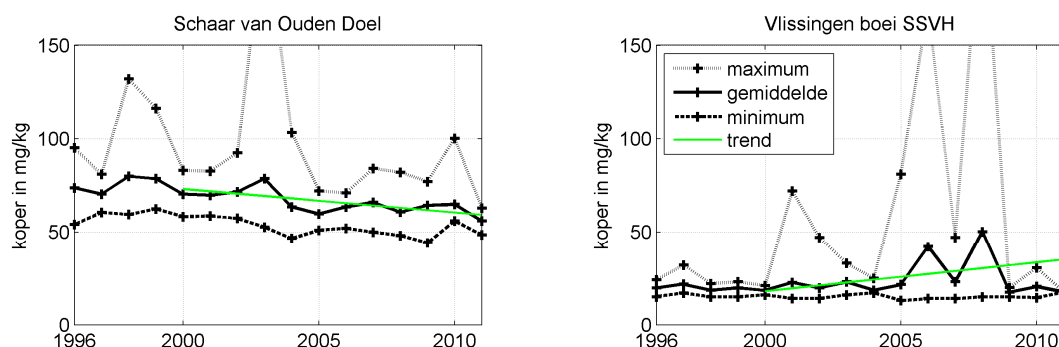 Schaar van Ouden Doel
koper in mg/kg
150
100
50
0
1996
2000
2005
2010
Vlissingen boei SSVH
koper in mg/kg
150
100
50
0
maximum
gemiddelde
minimum
trend
1996
2000
2005
2010